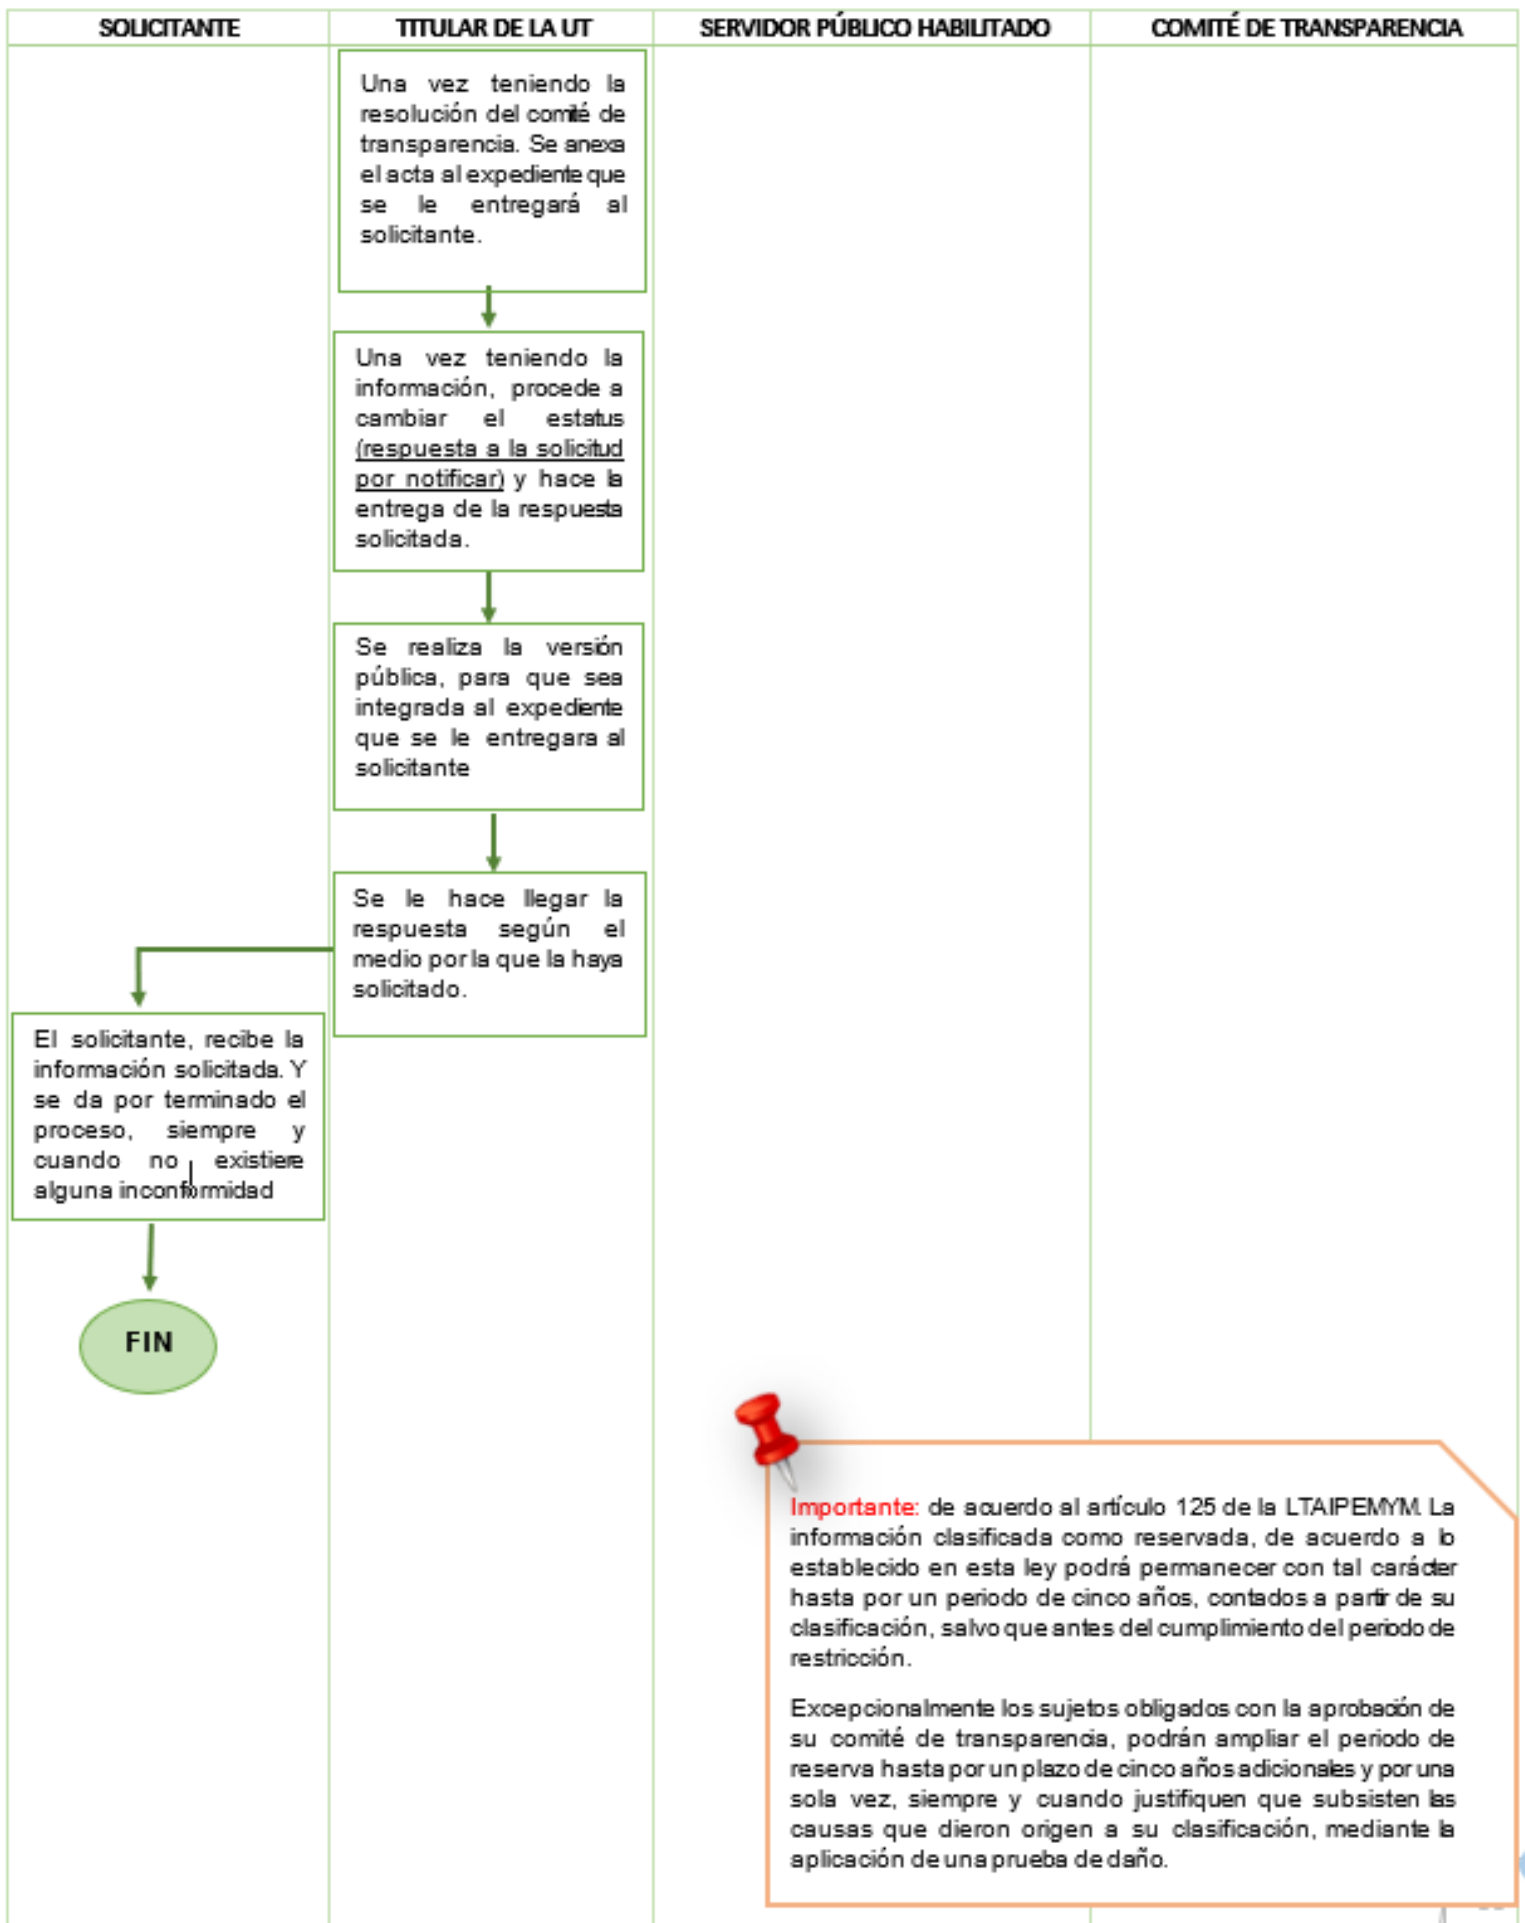 SOLICITANTE
TITULAR DE LA UT
SERVIDOR PÚBLICO HABILITADO
COMITÉ DE TRANSPARENCIA
Una vez teniendo la
resolución del comité de
transparencia. Se anexa
el acta al expediente que
se le entregará al
solicitante.
Una vez teniendo la
información, procede a
cambiar el estatus
(respuesta a la solicitud
por notificar) y hace la
entrega de la respuesta
solicitada.
Se realiza la versión
pública, para que sea
integrada al expediente
que se le entregara al
solicitante
Se le hace llegar la
respuesta según el
medio por la que la haya
solicitado.
El solicitante, recibe la
información solicitada. Y
se da por terminado el
proceso, siempre y
cuando no existiere
alguna inconformidad
FIN
Importante: de acuerdo al artículo 125 de la LTAIPEMYM. La
información clasificada como reservada, de acuerdo a lo
establecido en esta ley podrá permanecer con tal carácter
hasta por un periodo de cinco años, contados a partir de su
clasificación, salvo que antes del cumplimiento del periodo de
restricción.
Excepcionalmente los sujetos obligados con la aprobación de
su comité de transparencia, podrán ampliar el periodo de
reserva hasta por un plazo de cinco años adicionales y por una
sola vez, siempre y cuando justifiquen que subsisten las
causas que dieron origen a su clasificación, mediante la
aplicación de una prueba de daño.